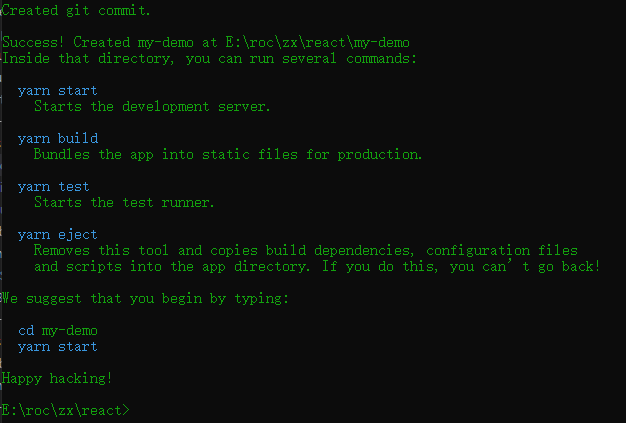 Created git commit.
Success! Created my-demo at E:\roc\zx\react\my-demo
Inside that directory, you can run several commands:
yarn start
Starts the development server.
yarn build
Bundles the app into static files for production.
yarn test
Starts the test runner.
yarn eject
Removes this tool and copies build dependencies, configuration files
and scripts into the app directory. If you do this, you can’t go back!
We suggest that you begin by typing:
cd my-demo
yarn start
Happy hacking!
E:\roc\zx\react>